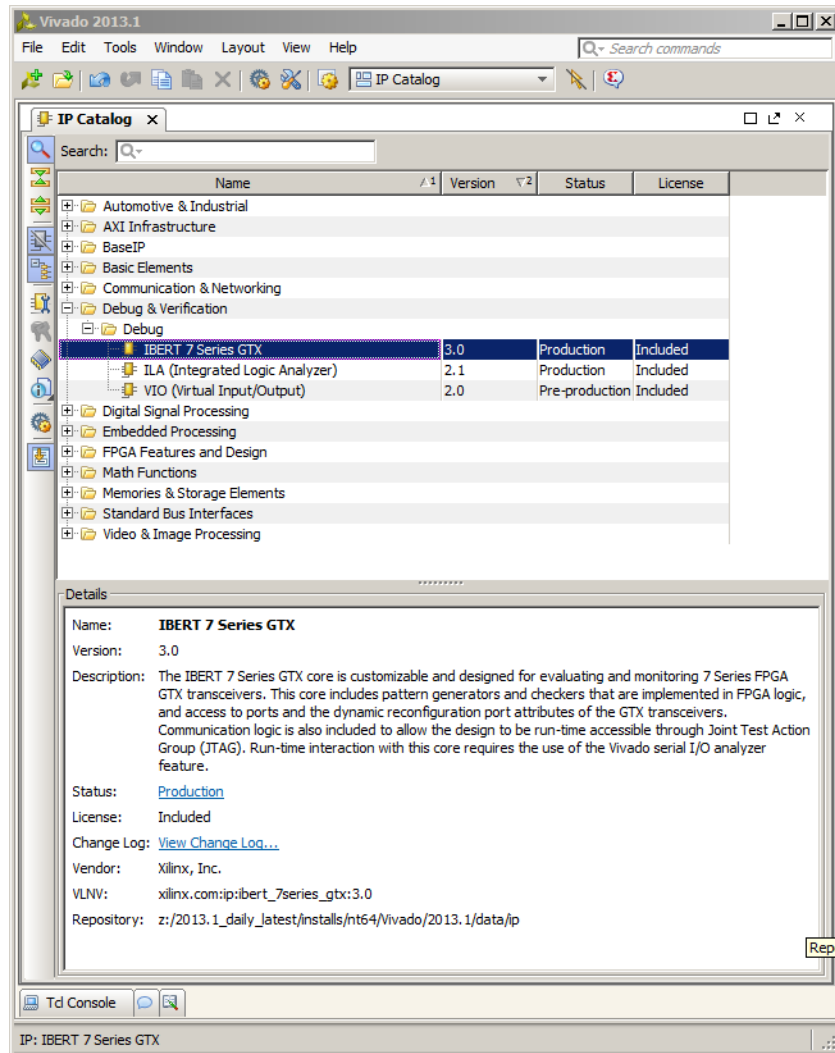 Vivado 2013.1
File Edit Tools Window Layout View Help
Search commands
IP Catalog
IP Catalog
Search:
Name 1 Version 2 Status License
Automotive & Industrial
AXI Infrastructure
BaseIP
Basic Elements
Communication & Networking
Debug & Verification
Debug
IBERT 7 Series GTX 3.0 Production Included
ILA (Integrated Logic Analyzer) 2.1 Production Included
VIO (Virtual Input/Output) 2.0 Pre-production Included
Digital Signal Processing
Embedded Processing
FPGA Features and Design
Math Functions
Memories & Storage Elements
Standard Bus Interfaces
Video & Image Processing
Details
Name: IBERT 7 Series GTX
Version: 3.0
Description: The IBERT 7 Series GTX core is customizable and designed for evaluating and monitoring 7 Series FPGA
GTX transceivers. This core includes pattern generators and checkers that are implemented in FPGA logic,
and access to ports and the dynamic reconfiguration port attributes of the GTX transceivers.
Communication logic is also included to allow the design to be run-time accessible through Joint Test Action
Group (JTAG). Run-time interaction with this core requires the use of the Vivado serial I/O analyzer
feature.
Status: Production
License: Included
Change Log: View Change Log...
Vendor: Xilinx, Inc.
VLNV: xilinx.com:ip:ibert_7series_gtx:3.0
Repository: z:/2013.1_daily_latest/installs/nt64/Vivado/2013.1/data/ip
Rep
Tcl Console
IP: IBERT 7 Series GTX